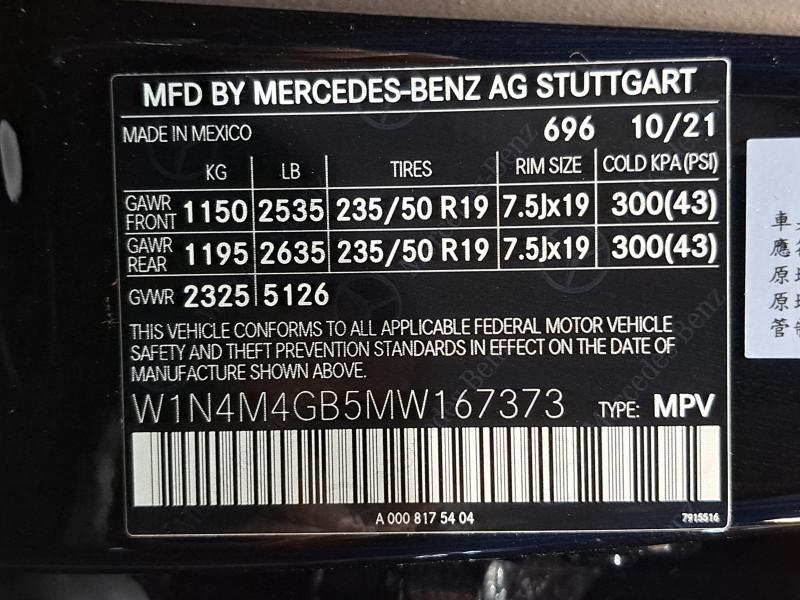 MFD BY MERCEDES-BENZ AG STUTTGART
MADE IN MEXICO 696 10/21
KG LB TIRES RIM SIZE COLD KPA(PSI)
GAWR FRONT 1150 2535 235/50 R19 7.5Jx19 300(43)
GAWR REAR 1195 2635 235/50 R19 7.5Jx19 300(43)
GVWR 2325 5126
THIS VEHICLE CONFORMS TO ALL APPLICABLE FEDERAL MOTOR VEHICLE
SAFETY AND THEFT PREVENTION STANDARDS IN EFFECT ON THE DATE OF
MANUFACTURE SHOWN ABOVE.
W1N4M4GB5MW167373 TYPE: MPV
A 000 817 54 04 7915516
車
應
原
原
管